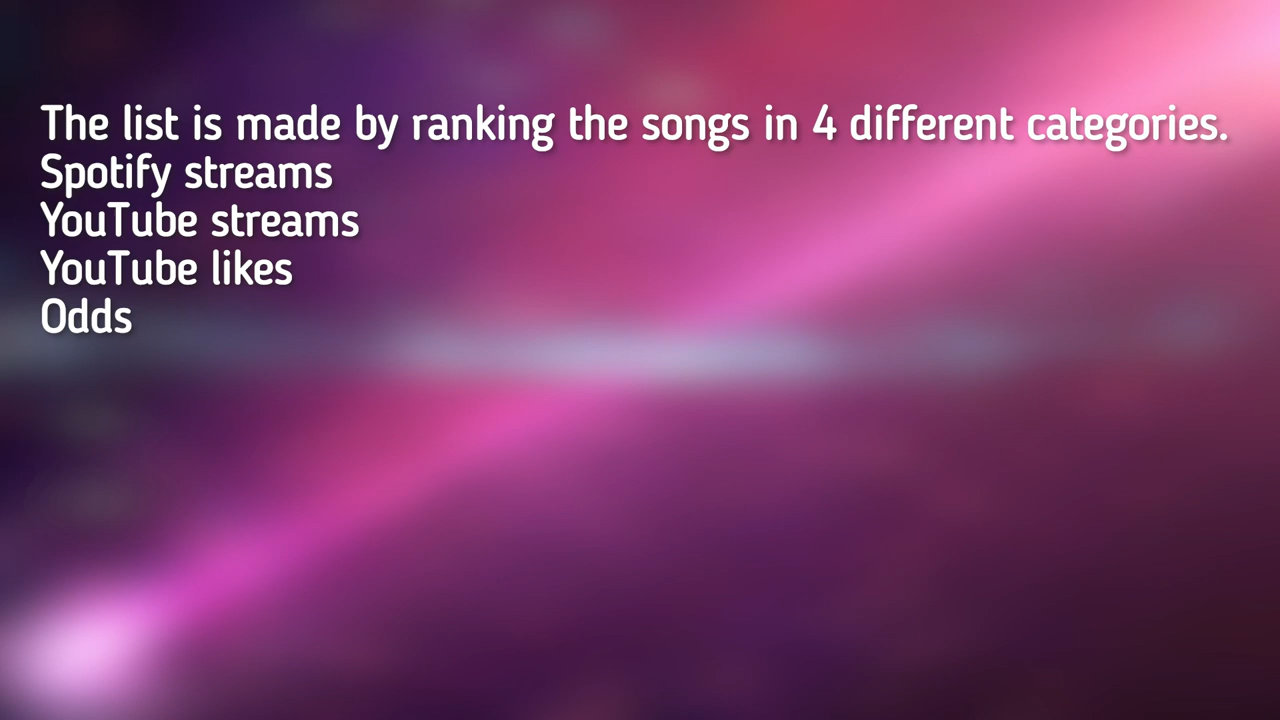 The list is made by ranking the songs in 4 different categories.
Spotify streams
YouTube streams
YouTube likes
Odds